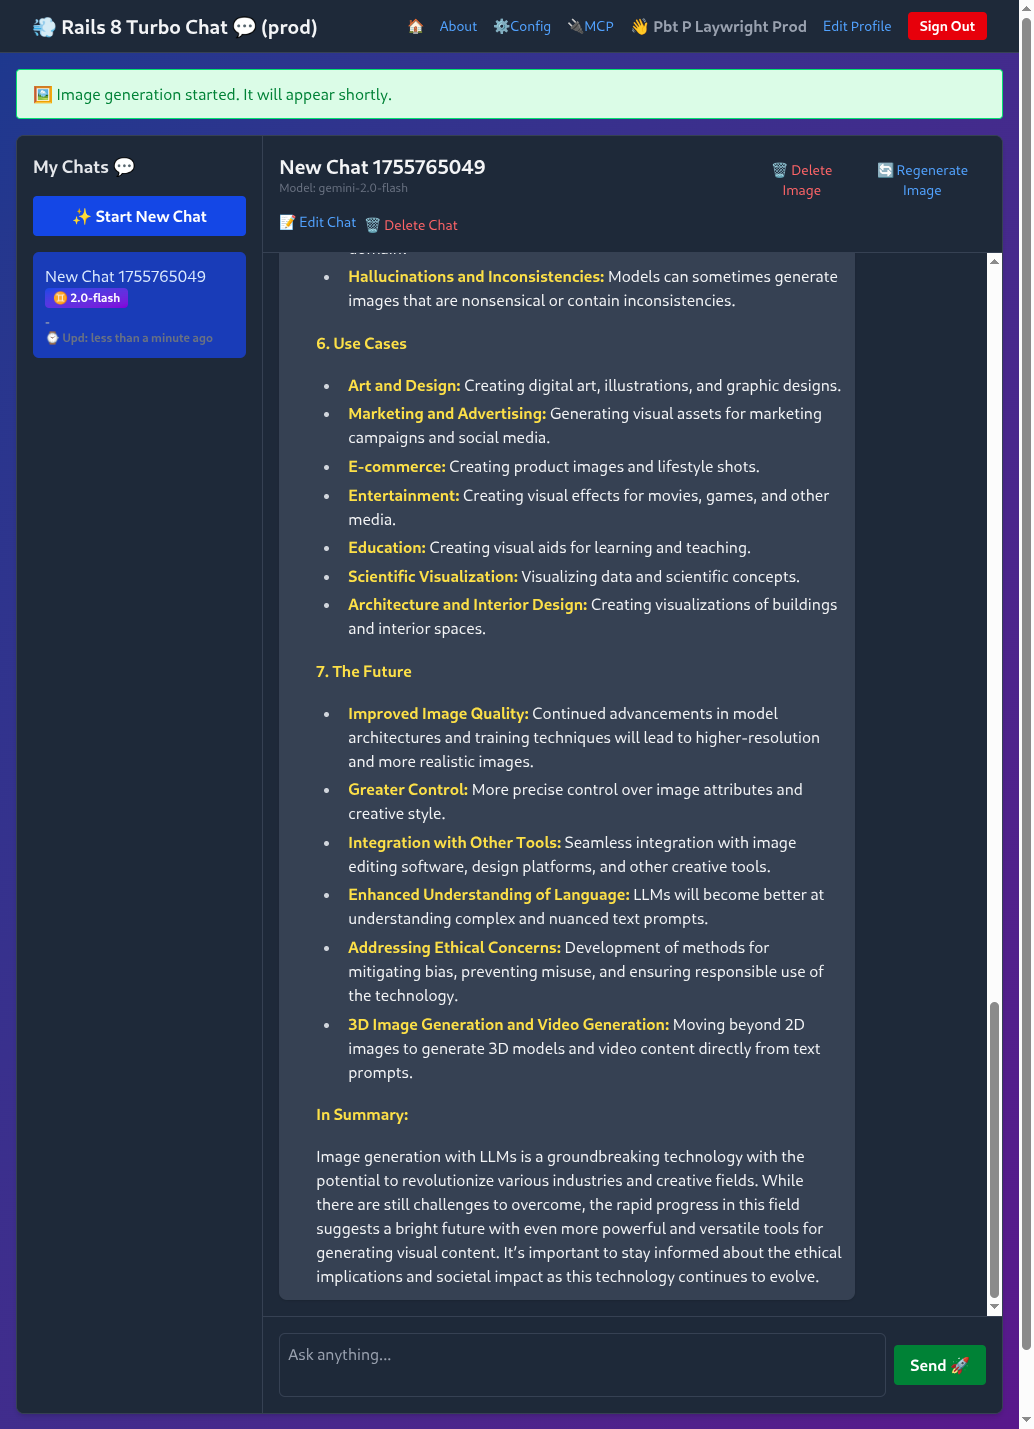 💨 Rails 8 Turbo Chat 💬 (prod)
🏠 About ⚙️Config 🔌MCP 👋 Pbt P Laywright Prod Edit Profile Sign Out
🖼️ Image generation started. It will appear shortly.
My Chats 💬
✨ Start New Chat
New Chat 1755765049
♊ 2.0-flash
-
⌚ Upd: less than a minute ago
New Chat 1755765049
Model: gemini-2.0-flash
🗑️ Delete
Image
🔄 Regenerate
Image
📝 Edit Chat 🗑️ Delete Chat
domain.
• Hallucinations and Inconsistencies: Models can sometimes generate
images that are nonsensical or contain inconsistencies.
6. Use Cases
• Art and Design: Creating digital art, illustrations, and graphic designs.
• Marketing and Advertising: Generating visual assets for marketing
campaigns and social media.
• E-commerce: Creating product images and lifestyle shots.
• Entertainment: Creating visual effects for movies, games, and other
media.
• Education: Creating visual aids for learning and teaching.
• Scientific Visualization: Visualizing data and scientific concepts.
• Architecture and Interior Design: Creating visualizations of buildings
and interior spaces.
7. The Future
• Improved Image Quality: Continued advancements in model
architectures and training techniques will lead to higher-resolution
and more realistic images.
• Greater Control: More precise control over image attributes and
creative style.
• Integration with Other Tools: Seamless integration with image
editing software, design platforms, and other creative tools.
• Enhanced Understanding of Language: LLMs will become better at
understanding complex and nuanced text prompts.
• Addressing Ethical Concerns: Development of methods for
mitigating bias, preventing misuse, and ensuring responsible use of
the technology.
• 3D Image Generation and Video Generation: Moving beyond 2D
images to generate 3D models and video content directly from text
prompts.
In Summary:
Image generation with LLMs is a groundbreaking technology with the
potential to revolutionize various industries and creative fields. While
there are still challenges to overcome, the rapid progress in this field
suggests a bright future with even more powerful and versatile tools for
generating visual content. It’s important to stay informed about the ethical
implications and societal impact as this technology continues to evolve.
Ask anything...
Send 🚀